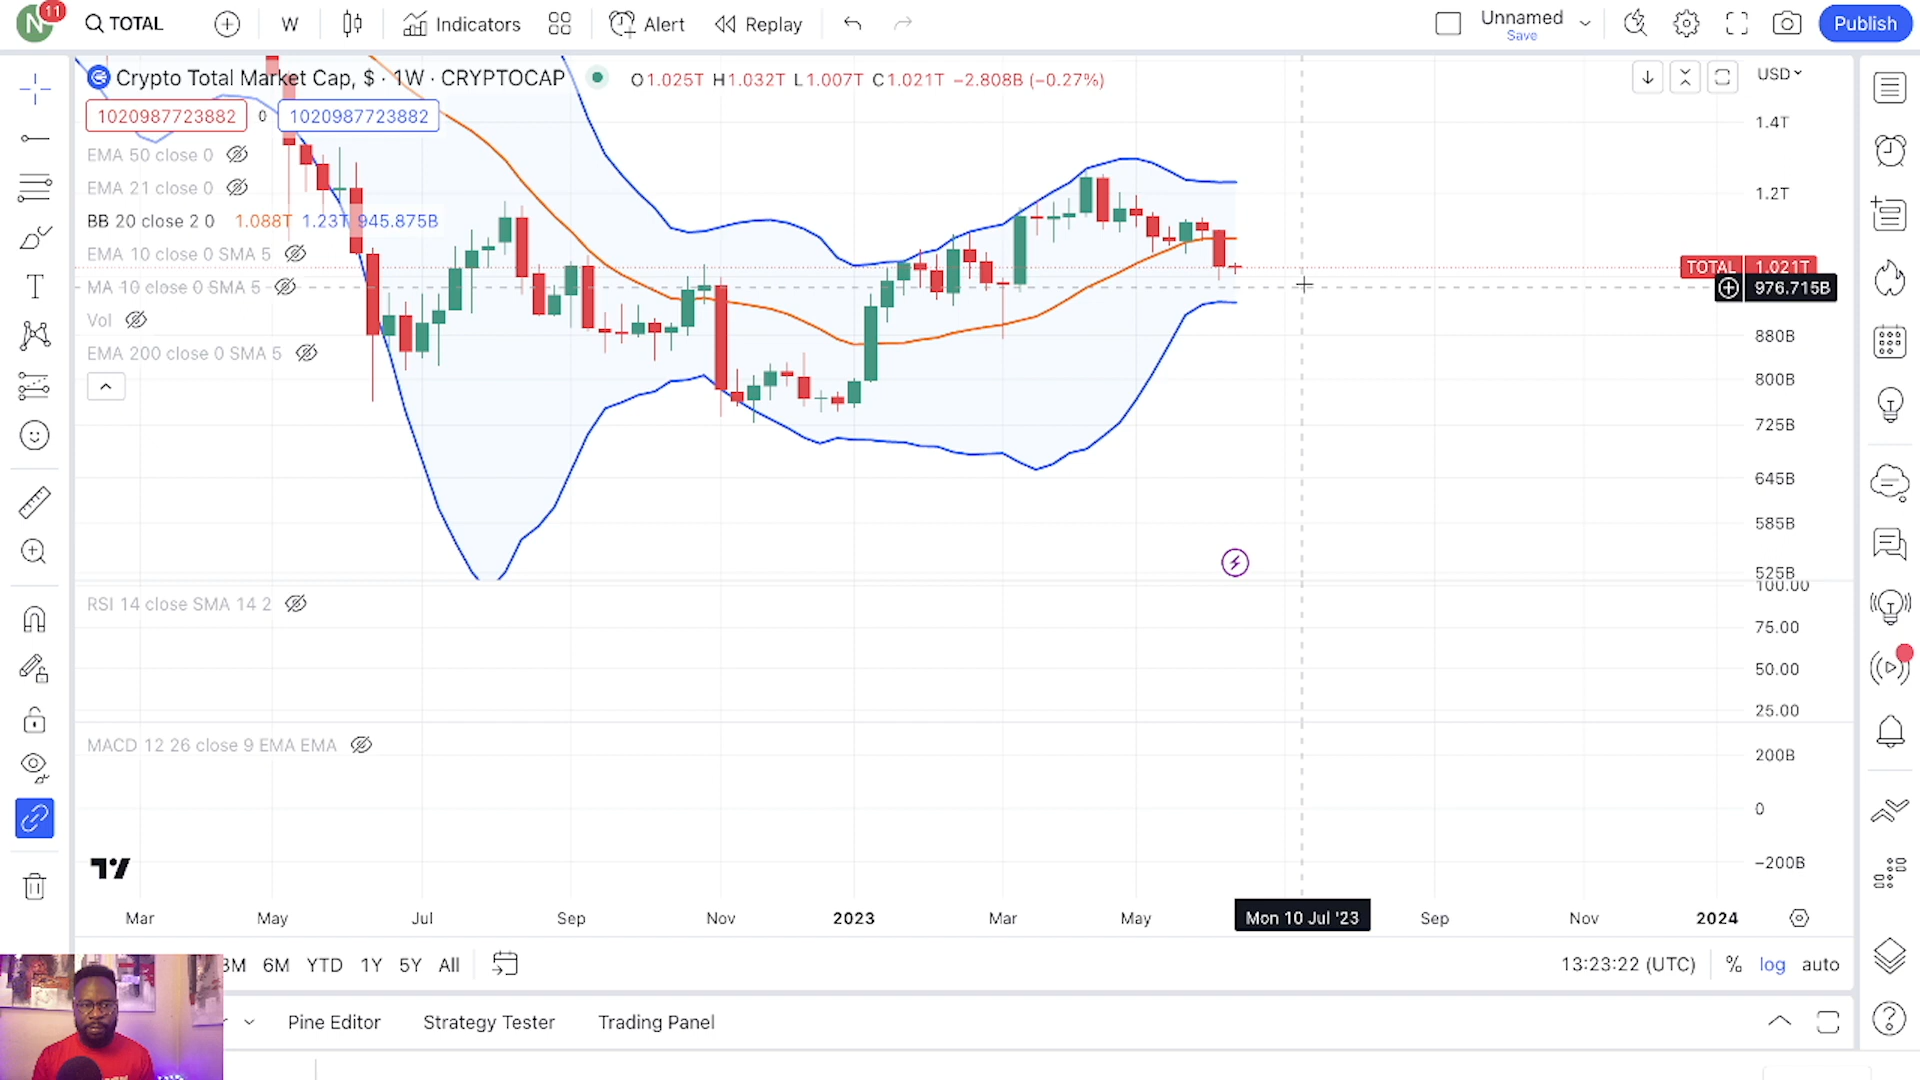 N 11 TOTAL W Indicators Alert Replay Unnamed Save Publish
Crypto Total Market Cap, $ · 1W · CRYPTOCAP O1.025T H1.032T L1.007T C1.021T −2.808B (−0.27%) USD
1020987723882 0 1020987723882
EMA 50 close 0
EMA 21 close 0
BB 20 close 2 0 1.088T 1.23T 945.875B
EMA 10 close 0 SMA 5
MA 10 close 0 SMA 5
Vol
EMA 200 close 0 SMA 5
1.4T
1.2T
TOTAL 1.021T
976.715B
880B
800B
725B
645B
585B
525B
100.00
RSI 14 close SMA 14 2
75.00
50.00
25.00
MACD 12 26 close 9 EMA EMA
200B
0
−200B
Mar May Jul Sep Nov 2023 Mar May Mon 10 Jul '23 Sep Nov 2024
3M 6M YTD 1Y 5Y All 13:23:22 (UTC) % log auto
Pine Editor Strategy Tester Trading Panel